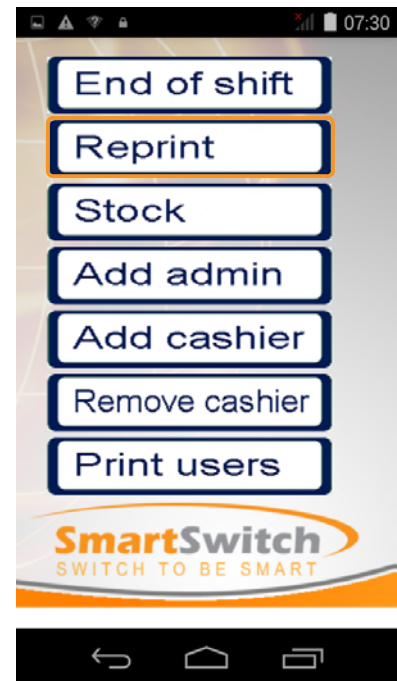 07:30
End of shift
Reprint
Stock
Add admin
Add cashier
Remove cashier
Print users
SmartSwitch
SWITCH TO BE SMART